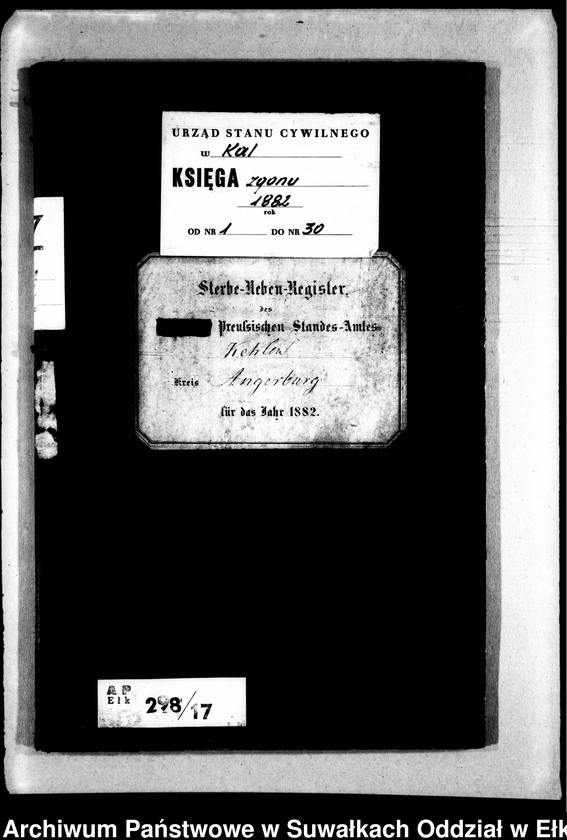 URZĄD STANU CYWILNEGO
w Kal
KSIĘGA zgonu
1882
rok
OD NR 1 DO NR 30
Sterbe-Neben-Register,
des
Preußischen Standes-Amtes
Kehlen
Kreis Angerburg
für das Jahr 1882.
AP
Ełk 298/17
Archiwum Państwowe w Suwałkach Oddział w Ełk